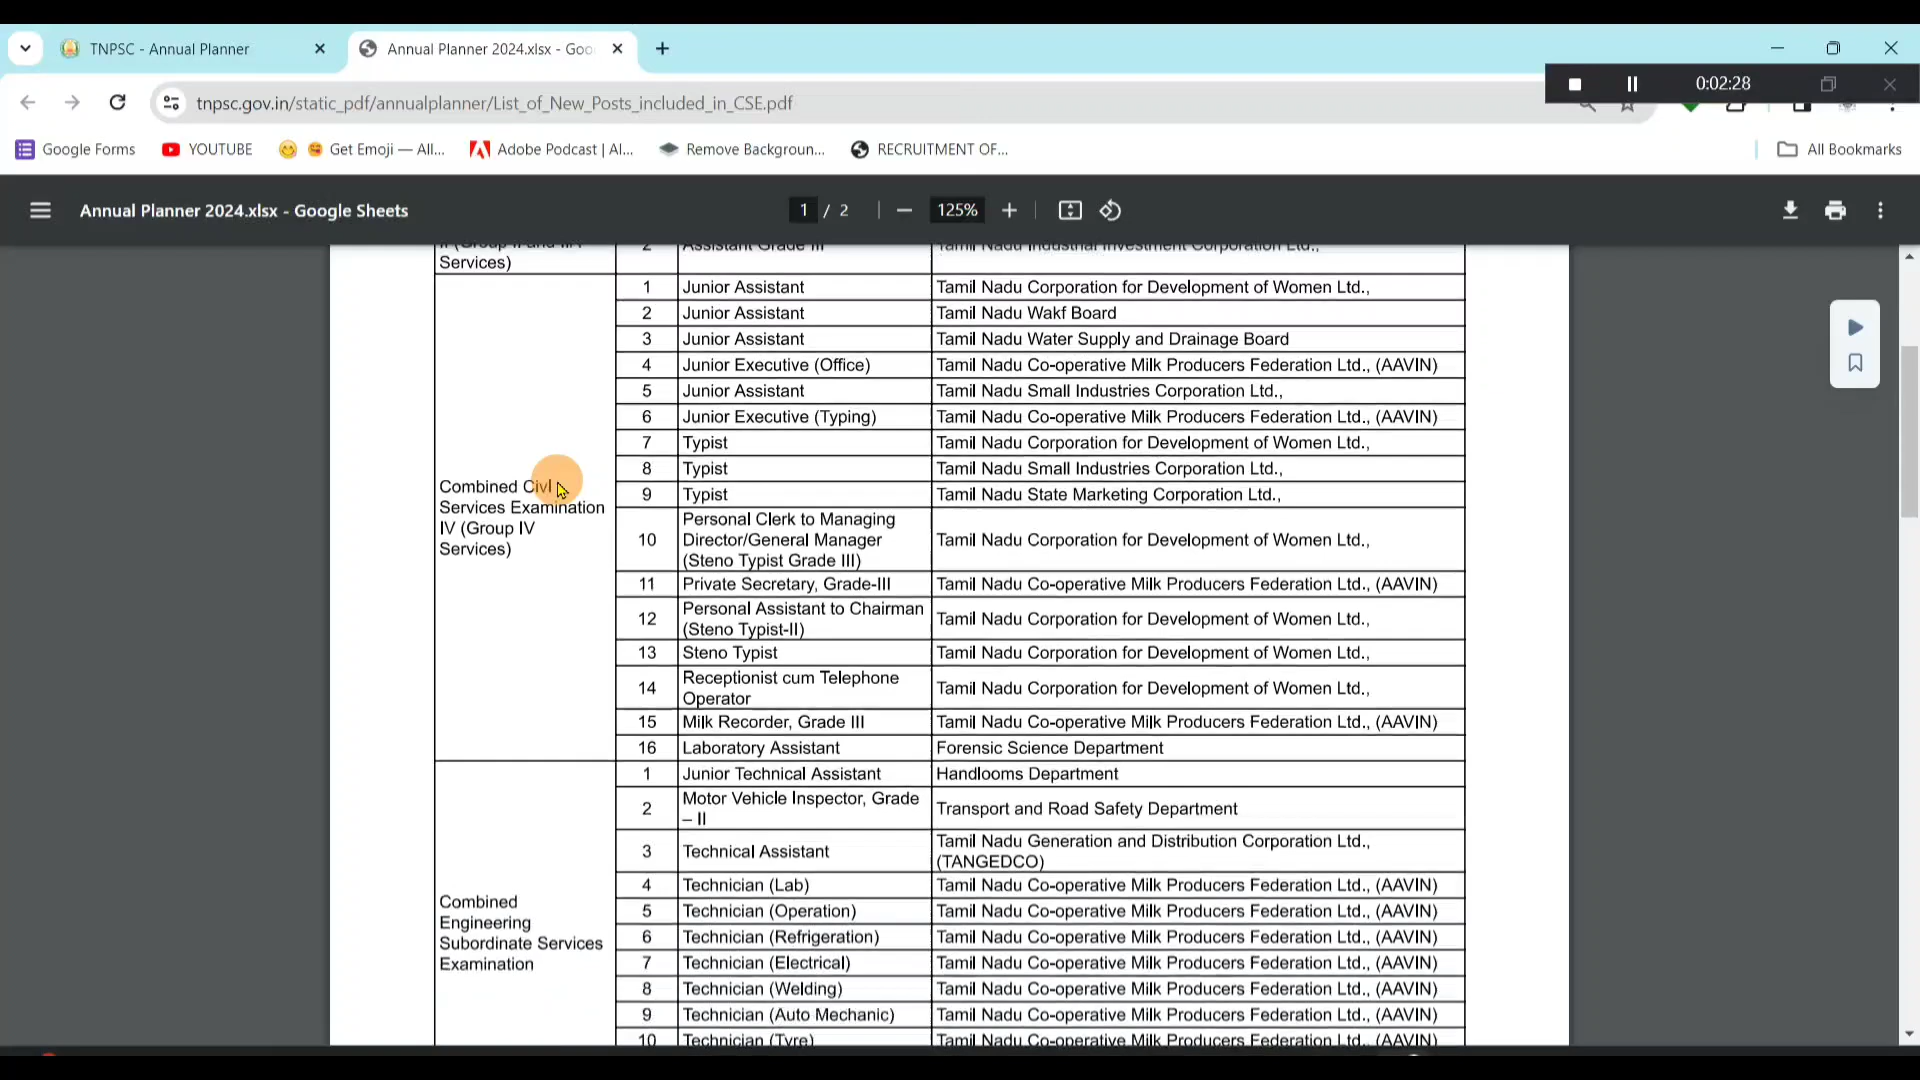 TNPSC - Annual Planner
Annual Planner 2024.xlsx - Goo
0:02:28
tnpsc.gov.in/static_pdf/annualplanner/List_of_New_Posts_included_in_CSE.pdf
Google Forms
YOUTUBE
Get Emoji — All...
Adobe Podcast | Al...
Remove Backgroun...
RECRUITMENT OF...
All Bookmarks
Annual Planner 2024.xlsx - Google Sheets
1 / 2
125%
II (Group II and IIA
Services)
2 Assistant Grade III Tamil Nadu Industrial Investment Corporation Ltd.,
Combined Civl
Services Examination
IV (Group IV
Services)
1 Junior Assistant Tamil Nadu Corporation for Development of Women Ltd.,
2 Junior Assistant Tamil Nadu Wakf Board
3 Junior Assistant Tamil Nadu Water Supply and Drainage Board
4 Junior Executive (Office) Tamil Nadu Co-operative Milk Producers Federation Ltd., (AAVIN)
5 Junior Assistant Tamil Nadu Small Industries Corporation Ltd.,
6 Junior Executive (Typing) Tamil Nadu Co-operative Milk Producers Federation Ltd., (AAVIN)
7 Typist Tamil Nadu Corporation for Development of Women Ltd.,
8 Typist Tamil Nadu Small Industries Corporation Ltd.,
9 Typist Tamil Nadu State Marketing Corporation Ltd.,
10 Personal Clerk to Managing
Director/General Manager
(Steno Typist Grade III)
Tamil Nadu Corporation for Development of Women Ltd.,
11 Private Secretary, Grade-III Tamil Nadu Co-operative Milk Producers Federation Ltd., (AAVIN)
12 Personal Assistant to Chairman
(Steno Typist-II)
Tamil Nadu Corporation for Development of Women Ltd.,
13 Steno Typist Tamil Nadu Corporation for Development of Women Ltd.,
14 Receptionist cum Telephone
Operator
Tamil Nadu Corporation for Development of Women Ltd.,
15 Milk Recorder, Grade III Tamil Nadu Co-operative Milk Producers Federation Ltd., (AAVIN)
16 Laboratory Assistant Forensic Science Department
Combined
Engineering
Subordinate Services
Examination
1 Junior Technical Assistant Handlooms Department
2 Motor Vehicle Inspector, Grade
– II
Transport and Road Safety Department
3 Technical Assistant
Tamil Nadu Generation and Distribution Corporation Ltd.,
(TANGEDCO)
4 Technician (Lab) Tamil Nadu Co-operative Milk Producers Federation Ltd., (AAVIN)
5 Technician (Operation) Tamil Nadu Co-operative Milk Producers Federation Ltd., (AAVIN)
6 Technician (Refrigeration) Tamil Nadu Co-operative Milk Producers Federation Ltd., (AAVIN)
7 Technician (Electrical) Tamil Nadu Co-operative Milk Producers Federation Ltd., (AAVIN)
8 Technician (Welding) Tamil Nadu Co-operative Milk Producers Federation Ltd., (AAVIN)
9 Technician (Auto Mechanic) Tamil Nadu Co-operative Milk Producers Federation Ltd., (AAVIN)
10 Technician (Tyre) Tamil Nadu Co-operative Milk Producers Federation Ltd., (AAVIN)